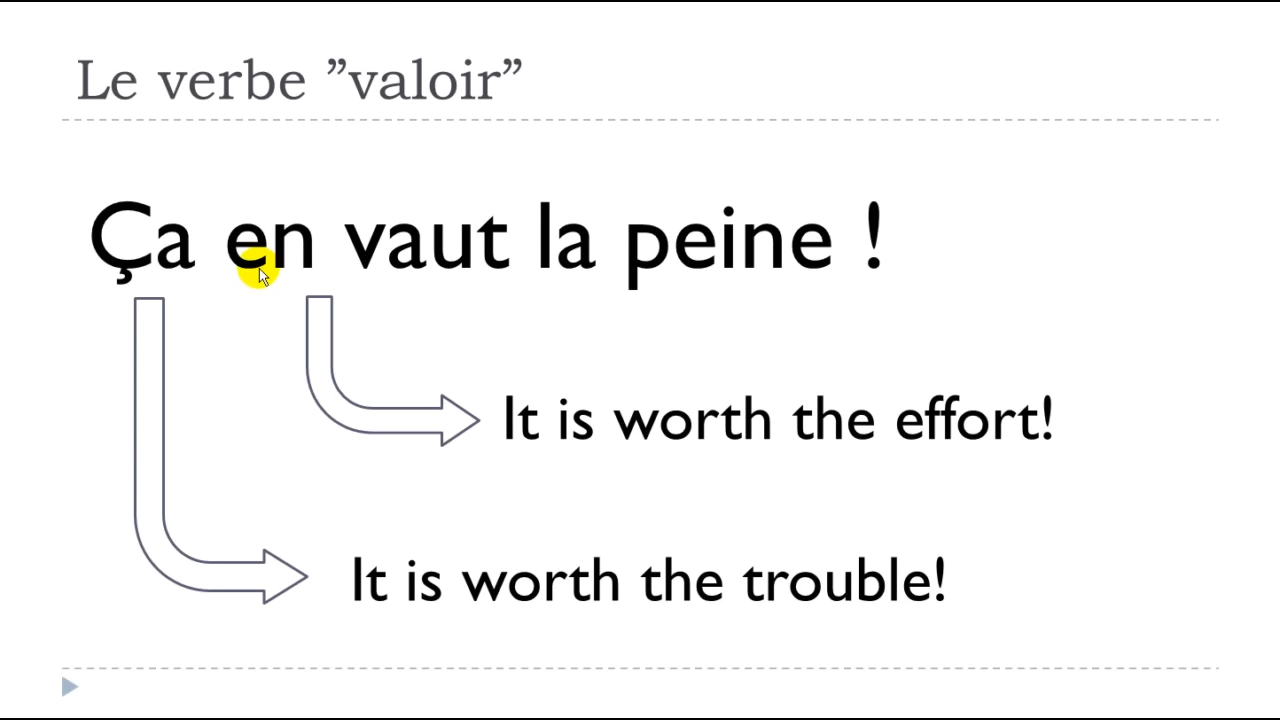 Le verbe ”valoir”
Ça en vaut la peine !
It is worth the effort!
It is worth the trouble!